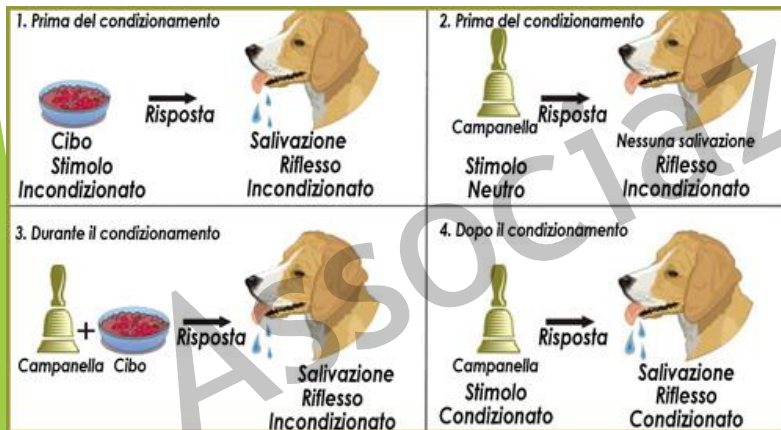 1. Prima del condizionamento
Risposta
Cibo
Stimolo
Incondizionato
Salivazione
Riflesso
Incondizionato
2. Prima del condizionamento
Campanella
Risposta
Stimolo
Neutro
Nessuna salivazione
Riflesso
Incondizionato
3. Durante il condizionamento
+
Risposta
Campanella Cibo
Salivazione
Riflesso
Incondizionato
4. Dopo il condizionamento
Campanella
Risposta
Stimolo
Condizionato
Salivazione
Riflesso
Condizionato
Associaz